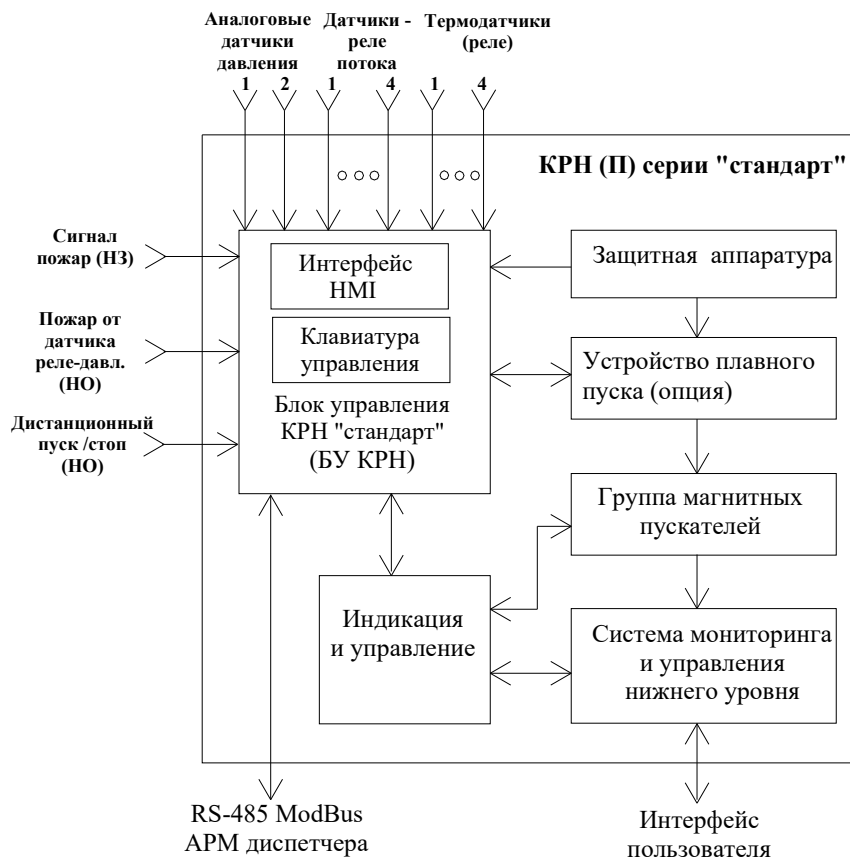 Аналоговые
датчики
давления
Датчики -
реле
потока
Термодатчики
(реле)
1
2
1
4
1
4
КРН (П) серии "стандарт"
Сигнал
пожар (НЗ)
Пожар от
датчика
реле-давл.
(НО)
Дистанционный
пуск /стоп
(НО)
Интерфейс
HMI
Клавиатура
управления
Блок управления
КРН "стандарт"
(БУ КРН)
Защитная аппаратура
Устройство плавного
пуска (опция)
Группа магнитных
пускателей
Индикация
и управление
Система мониторинга
и управления
нижнего уровня
RS-485 ModBus
АРМ диспетчера
Интерфейс
пользователя